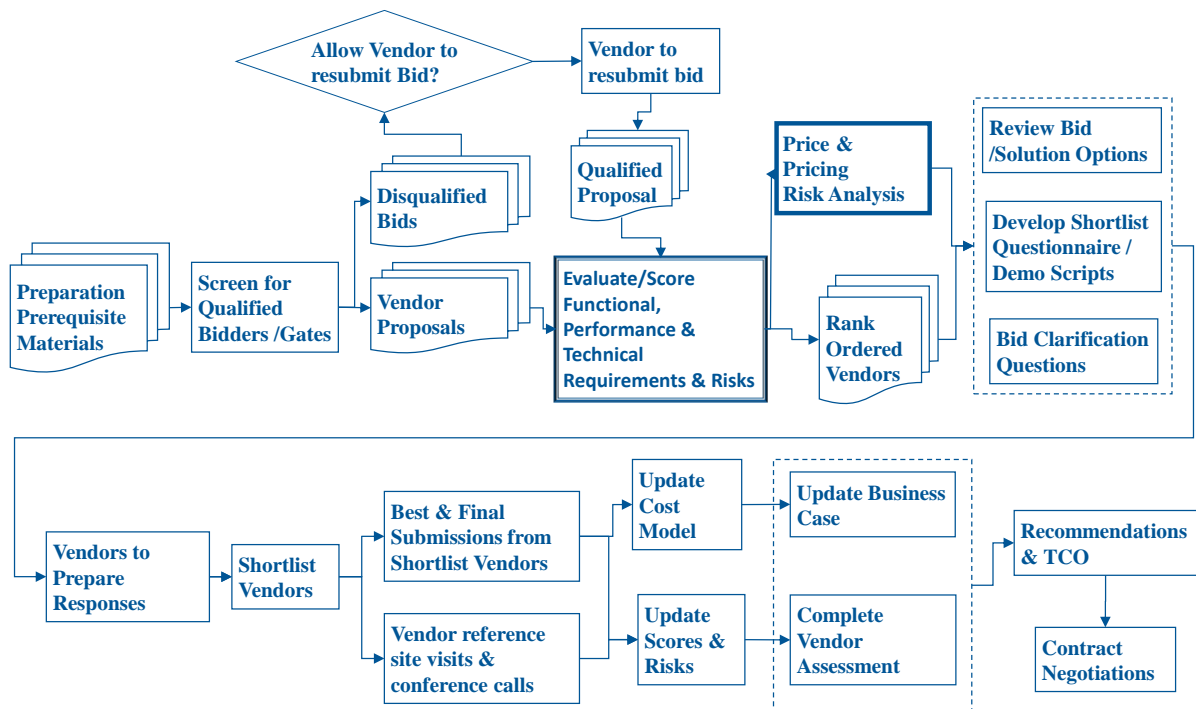 Allow Vendor to
resubmit Bid?
Vendor to
resubmit bid
Disqualified
Bids
Qualified
Proposal
Price &
Pricing
Risk Analysis
Review Bid
/Solution Options
Develop Shortlist
Questionnaire /
Demo Scripts
Bid Clarification
Questions
Preparation
Prerequisite
Materials
Screen for
Qualified
Bidders /Gates
Vendor
Proposals
Evaluate/Score
Functional,
Performance &
Technical
Requirements & Risks
Rank
Ordered
Vendors
Vendors to
Prepare
Responses
Shortlist
Vendors
Best & Final
Submissions from
Shortlist Vendors
Vendor reference
site visits &
conference calls
Update
Cost
Model
Update
Scores &
Risks
Update Business
Case
Complete
Vendor
Assessment
Recommendations
& TCO
Contract
Negotiations